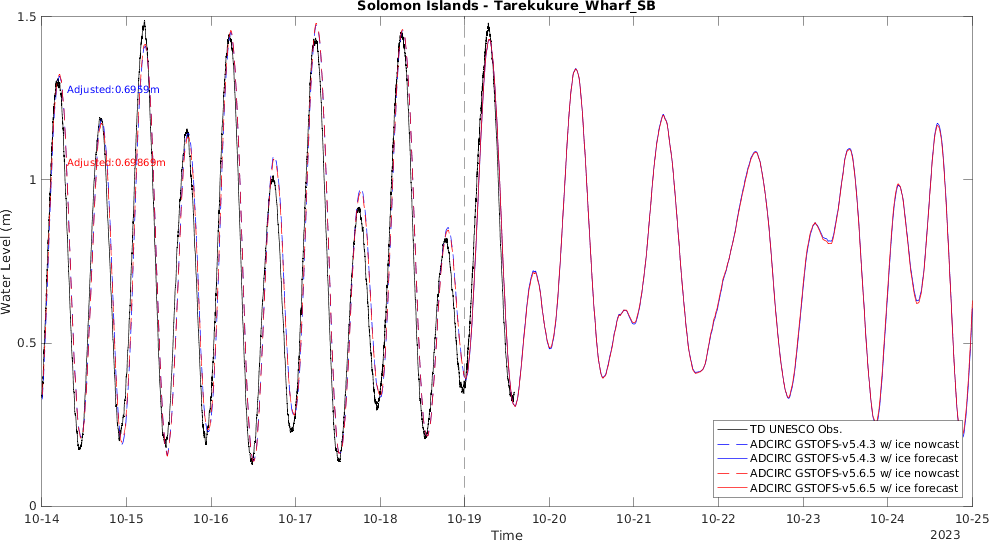 Solomon Islands - Tarekukure_Wharf_SB
1.5
Adjusted:0.6959m
Adjusted:0.69869m
1
Water Level (m)
0.5
0
TD UNESCO Obs.
ADCIRC GSTOFS-v5.4.3 w/ ice nowcast
ADCIRC GSTOFS-v5.4.3 w/ ice forecast
ADCIRC GSTOFS-v5.6.5 w/ ice nowcast
ADCIRC GSTOFS-v5.6.5 w/ ice forecast
10-14 10-15 10-16 10-17 10-18 10-19 10-20 10-21 10-22 10-23 10-24 10-25
Time
2023